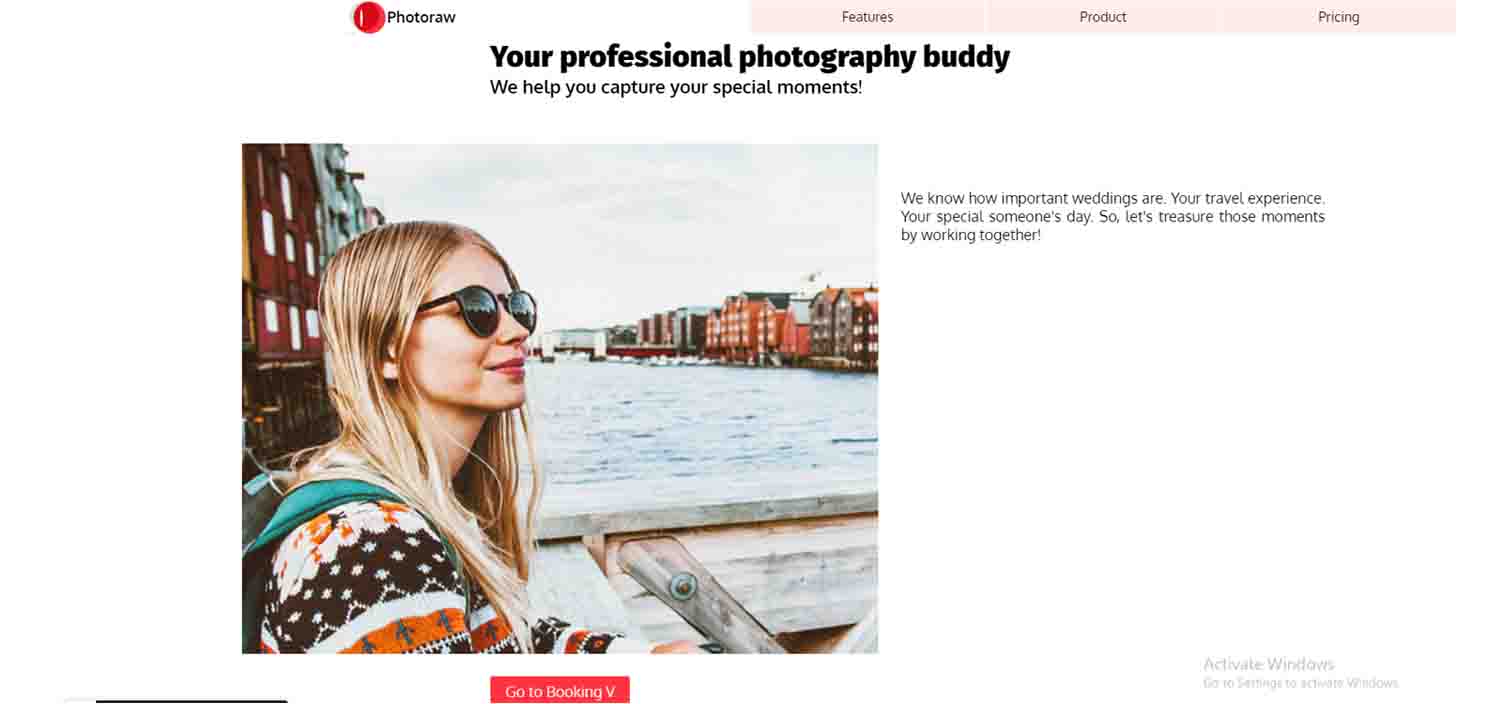 Photoraw
Features
Product
Pricing
Your professional photography buddy
We help you capture your special moments!
We know how important weddings are. Your travel experience.
Your special someone's day. So, let's treasure those moments
by working together!
Go to Booking V
Activate Windows
Go to Settings to activate Windows.